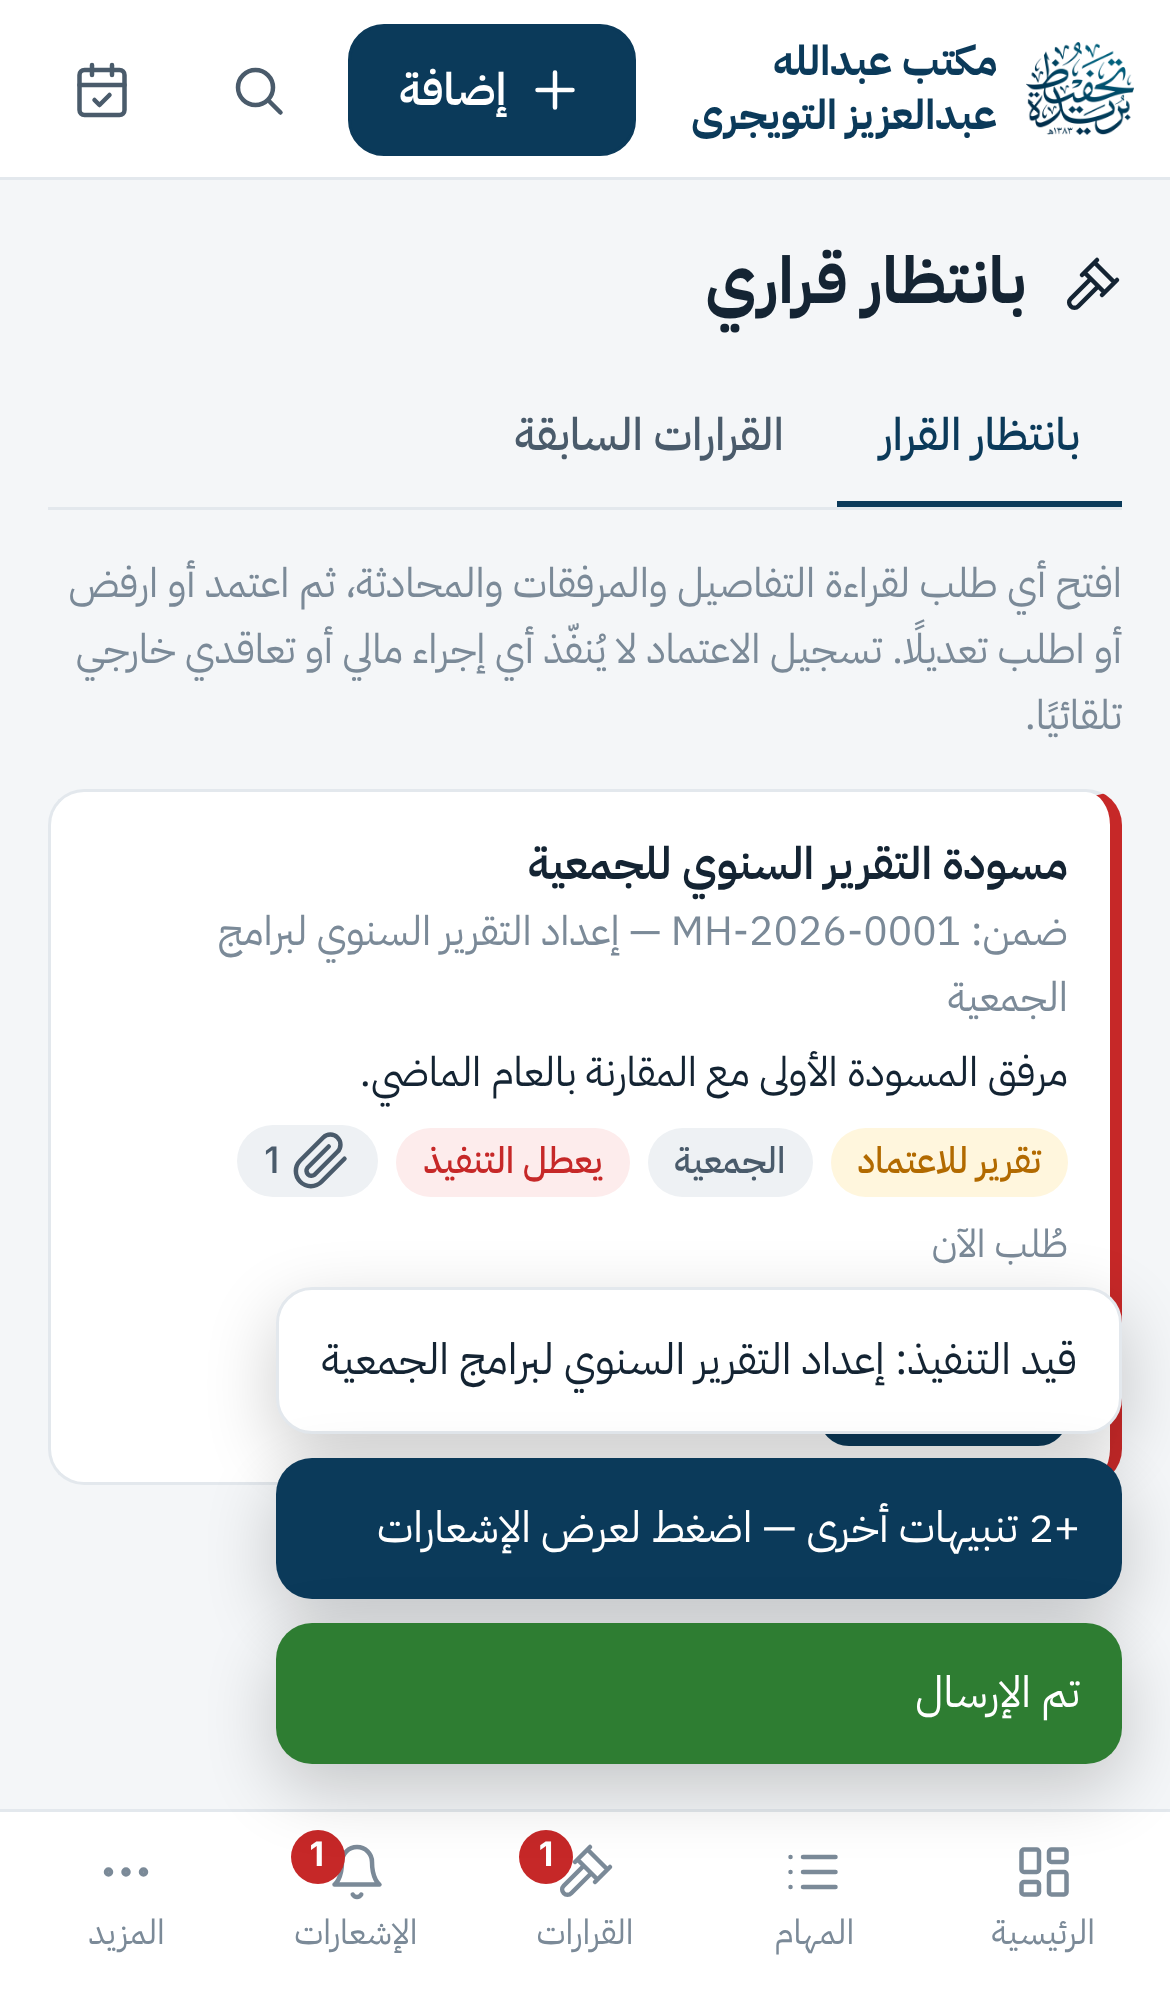 تحفيظ بريدة
١٣٨٣هـ
مكتب عبدالله
عبدالعزيز التويجري
إضافة
بانتظار قراري
بانتظار القرار
القرارات السابقة
افتح أي طلب لقراءة التفاصيل والمرفقات والمحادثة، ثم اعتمد أو ارفض
أو اطلب تعديلًا. تسجيل الاعتماد لا يُنفّذ أي إجراء مالي أو تعاقدي خارجي
تلقائيًا.
مسودة التقرير السنوي للجمعية
ضمن: MH-2026-0001 — إعداد التقرير السنوي لبرامج
الجمعية
مرفق المسودة الأولى مع المقارنة بالعام الماضي.
تقرير للاعتماد
الجمعية
يعطل التنفيذ
1
طُلب الآن
قيد التنفيذ: إعداد التقرير السنوي لبرامج الجمعية
+2 تنبيهات أخرى — اضغط لعرض الإشعارات
تم الإرسال
الرئيسية
المهام
1
القرارات
1
الإشعارات
المزيد